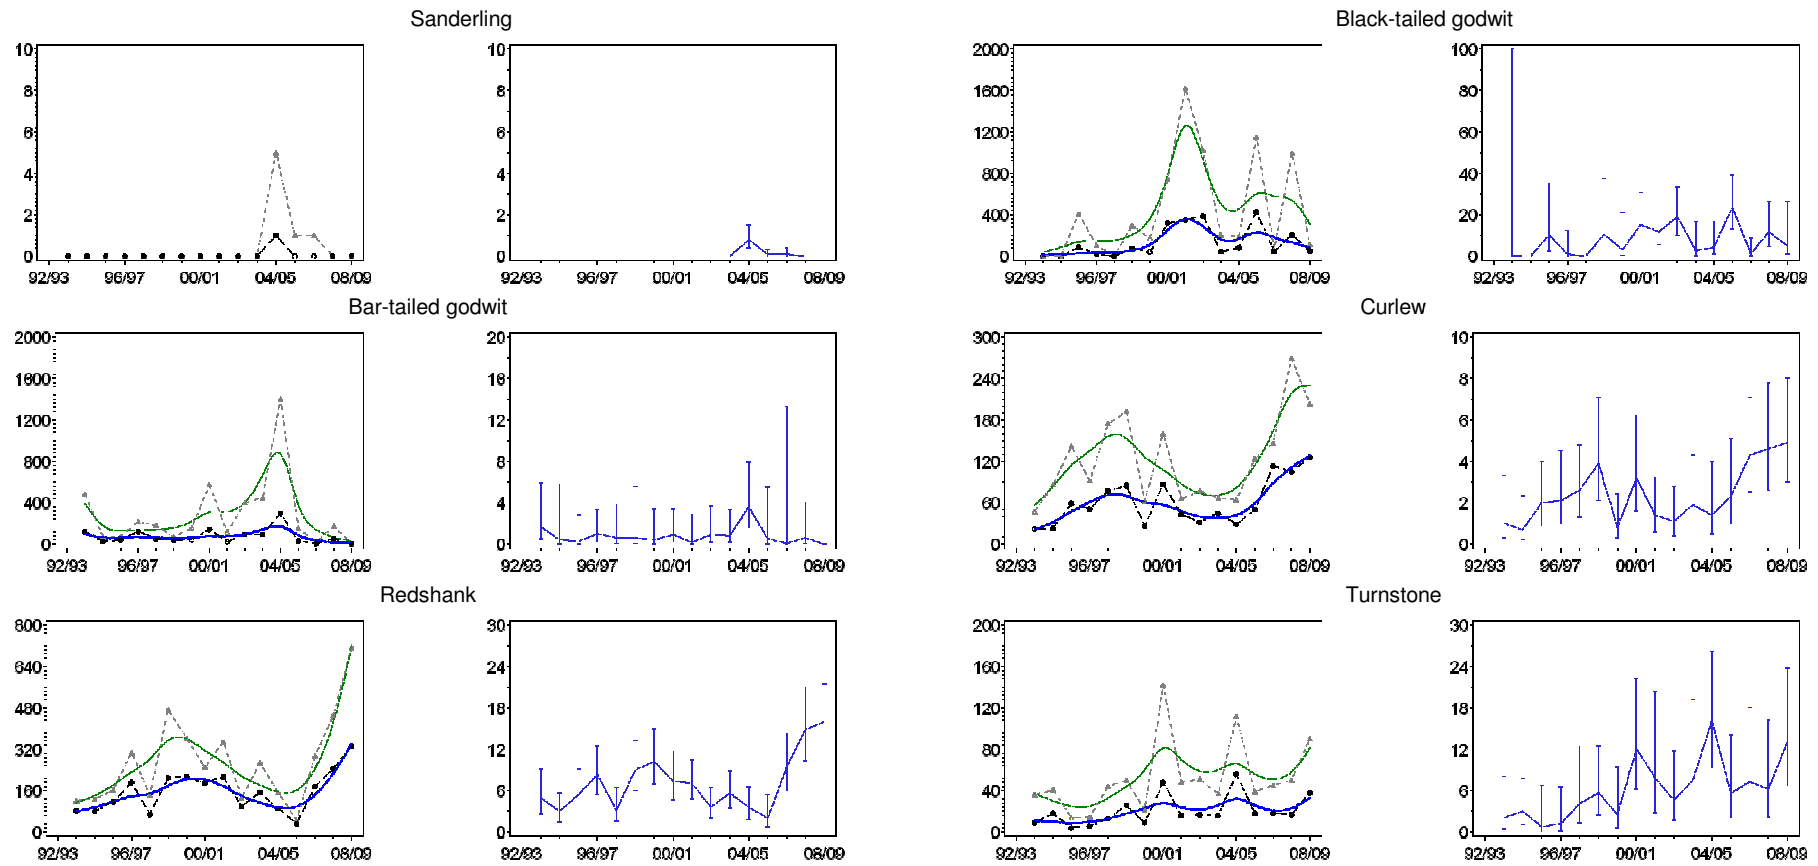 Sanderling Black-tailed godwit
10 10 2000 100
8 8 1600 80
6 6 1200 60
4 4 800 40
2 2 400 20
0 0 0 0
92/93 96/97 00/01 04/05 08/09 92/93 96/97 00/01 04/05 08/09 92/93 96/97 00/01 04/05 08/09 92/93 96/97 00/01 04/05 08/09
Bar-tailed godwit Curlew
2000 20 300 10
1600 16 240 8
1200 12 180 6
800 8 120 4
400 4 60 2
0 0 0 0
92/93 96/97 00/01 04/05 08/09 92/93 96/97 00/01 04/05 08/09 92/93 96/97 00/01 04/05 08/09 92/93 96/97 00/01 04/05 08/09
Redshank Turnstone
800 30 200 30
640 24 160 24
480 18 120 18
320 12 80 12
160 6 40 6
0 0 0 0
92/93 96/97 00/01 04/05 08/09 92/93 96/97 00/01 04/05 08/09 92/93 96/97 00/01 04/05 08/09 92/93 96/97 00/01 04/05 08/09